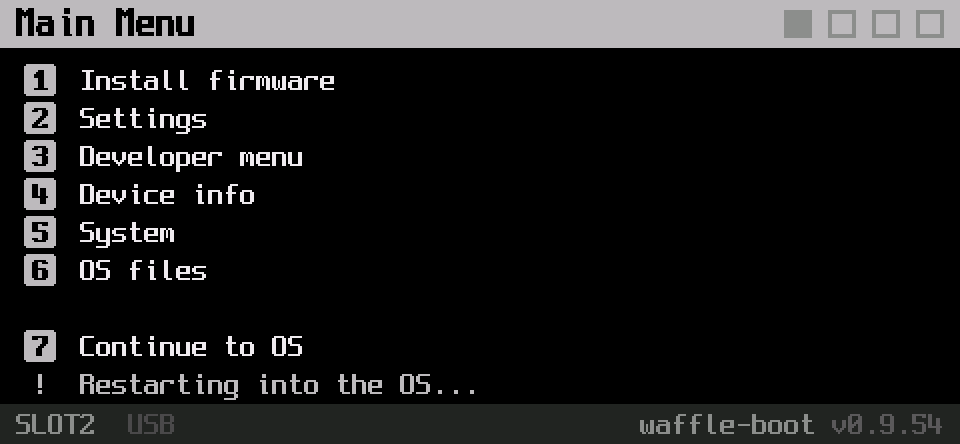 Main Menu
1 Install firmware
2 Settings
3 Developer menu
4 Device info
5 System
6 OS files
7 Continue to OS
! Restarting into the OS...
SLOT2 USB waffle-boot v0.9.54